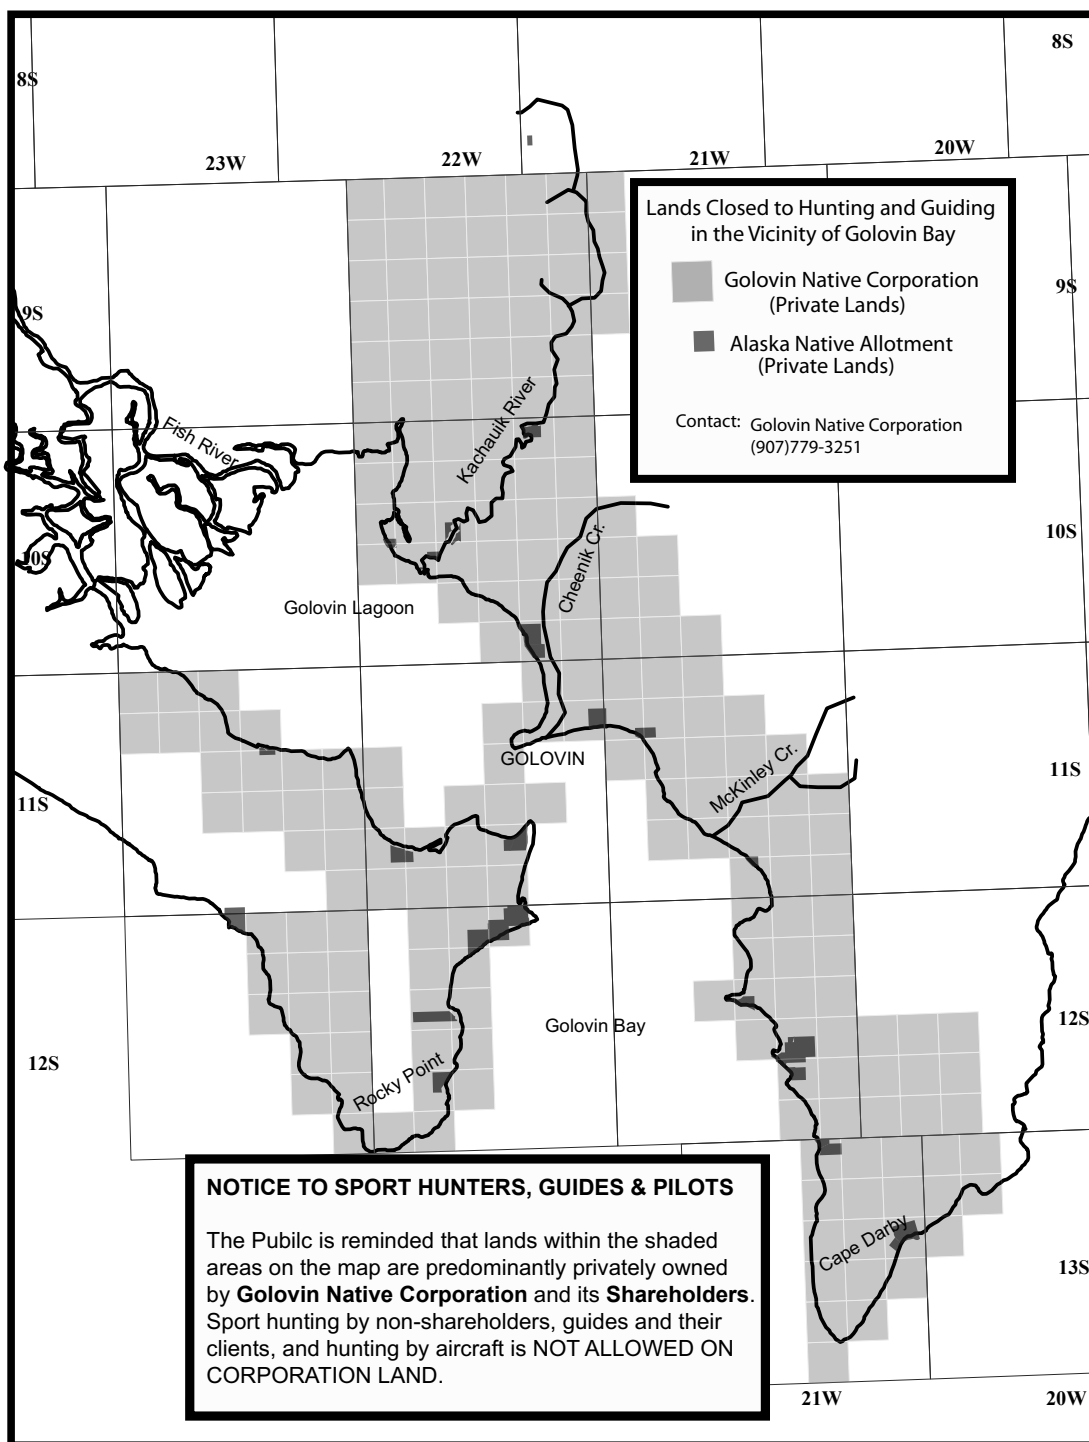 8S
8S
23W
22W
21W
20W
Lands Closed to Hunting and Guiding
in the Vicinity of Golovin Bay
Golovin Native Corporation
(Private Lands)
Alaska Native Allotment
(Private Lands)
Contact: Golovin Native Corporation
(907)779-3251
9S
9S
Fish River
Kachauik River
Cheenik Cr.
10S
10S
Golovin Lagoon
GOLOVIN
McKinley Cr.
11S
11S
Golovin Bay
12S
12S
Rocky Point
Cape Darby
13S
NOTICE TO SPORT HUNTERS, GUIDES & PILOTS
The Pubilc is reminded that lands within the shaded
areas on the map are predominantly privately owned
by Golovin Native Corporation and its Shareholders.
Sport hunting by non-shareholders, guides and their
clients, and hunting by aircraft is NOT ALLOWED ON
CORPORATION LAND.
21W
20W